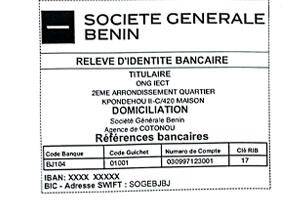 SOCIETE GENERALE
BENIN
RELEVE D'IDENTITE BANCAIRE
TITULAIRE
ONG IECT
2EME ARRONDISSEMENT QUARTIER
KPONDEHOU II-C/420 MAISON
DOMICILIATION
Société Générale Benin
Agence de COTONOU
Références bancaires
Code Banque Code Guichet Numero de Compte Clé RIB
BJ104 01001 030997123001 17
IBAN: XXXX XXXXX
BIC - Adresse SWIFT : SOGEBJBJ